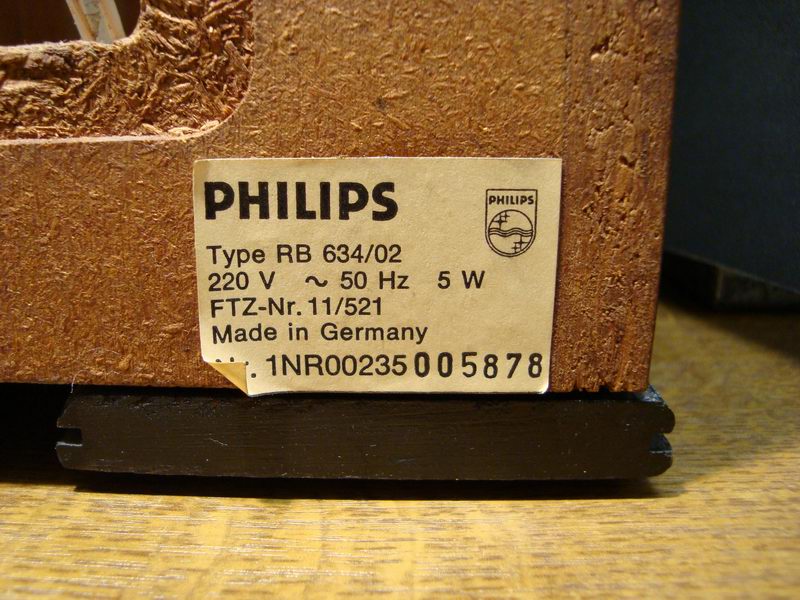 PHILIPS
PHILIPS
Type RB 634/02
220 V ~ 50 Hz 5 W
FTZ-Nr. 11/521
Made in Germany
. 1NR00235005878